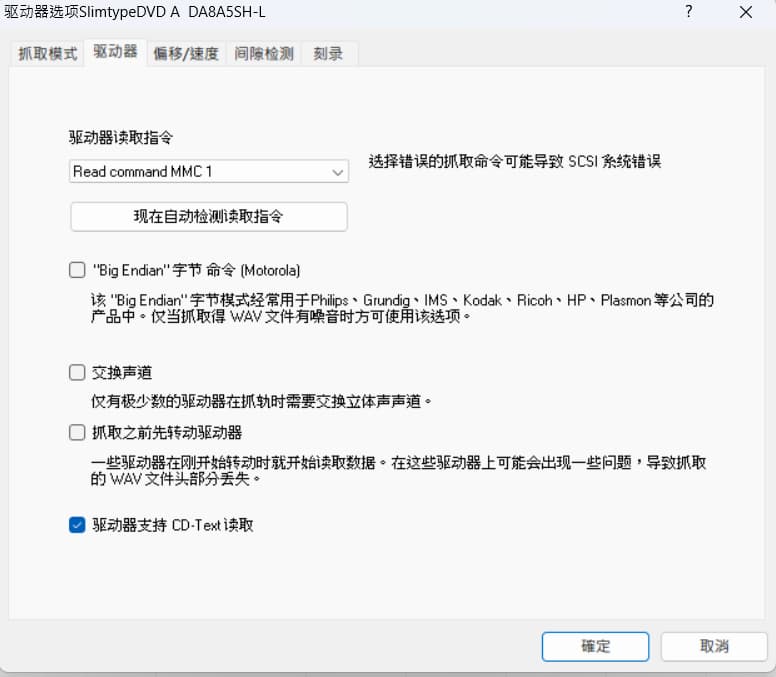 驱动器选项SlimtypeDVD A  DA8A5SH-L
?
抓取模式 驱动器 偏移/速度 间隙检测 刻录
驱动器读取指令
Read command MMC 1
选择错误的抓取命令可能导致 SCSI 系统错误
现在自动检测读取指令
"Big Endian" 字节 命令 (Motorola)
该 "Big Endian" 字节模式经常用于Philips、Grundig、IMS、Kodak、Ricoh、HP、Plasmon 等公司的
产品中。仅当抓取得 WAV 文件有噪音时方可使用该选项。
交换声道
仅有极少数的驱动器在抓轨时需要交换立体声声道。
抓取之前先转动驱动器
一些驱动器在刚开始转动时就开始读取数据。在这些驱动器上可能会出现一些问题，导致抓取
的 WAV 文件头部分丢失。
驱动器支持 CD-Text 读取
確定
取消